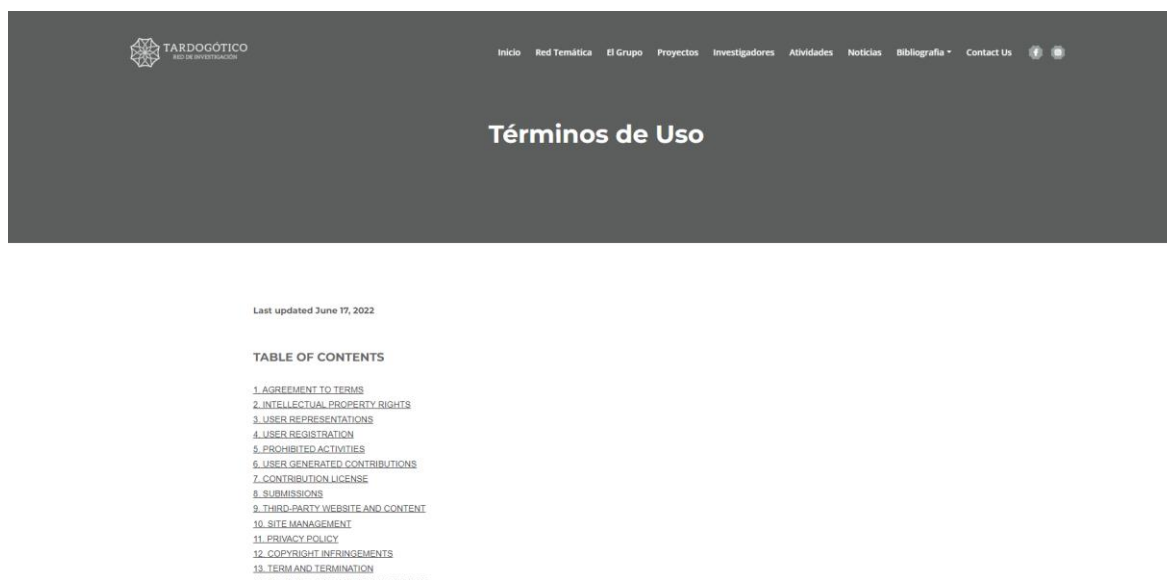 TARDOGÓTICO
RED DE INVESTIGACIÓN
Inicio Red Temática El Grupo Proyectos Investigadores Atividades Noticias Bibliografia Contact Us
Términos de Uso
Last updated June 17, 2022
TABLE OF CONTENTS
1. AGREEMENT TO TERMS
2. INTELLECTUAL PROPERTY RIGHTS
3. USER REPRESENTATIONS
4. USER REGISTRATION
5. PROHIBITED ACTIVITIES
6. USER GENERATED CONTRIBUTIONS
7. CONTRIBUTION LICENSE
8. SUBMISSIONS
9. THIRD-PARTY WEBSITE AND CONTENT
10. SITE MANAGEMENT
11. PRIVACY POLICY
12. COPYRIGHT INFRINGEMENTS
13. TERM AND TERMINATION